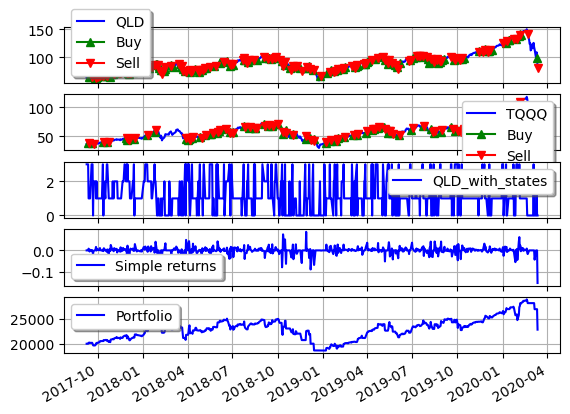 150
100
QLD
Buy
Sell
100
50
TQQQ
Buy
Sell
2
0
QLD_with_states
0.0
−0.1
Simple returns
25000
20000
Portfolio
2017-10 2018-01 2018-04 2018-07 2018-10 2019-01 2019-04 2019-07 2019-10 2020-01 2020-04